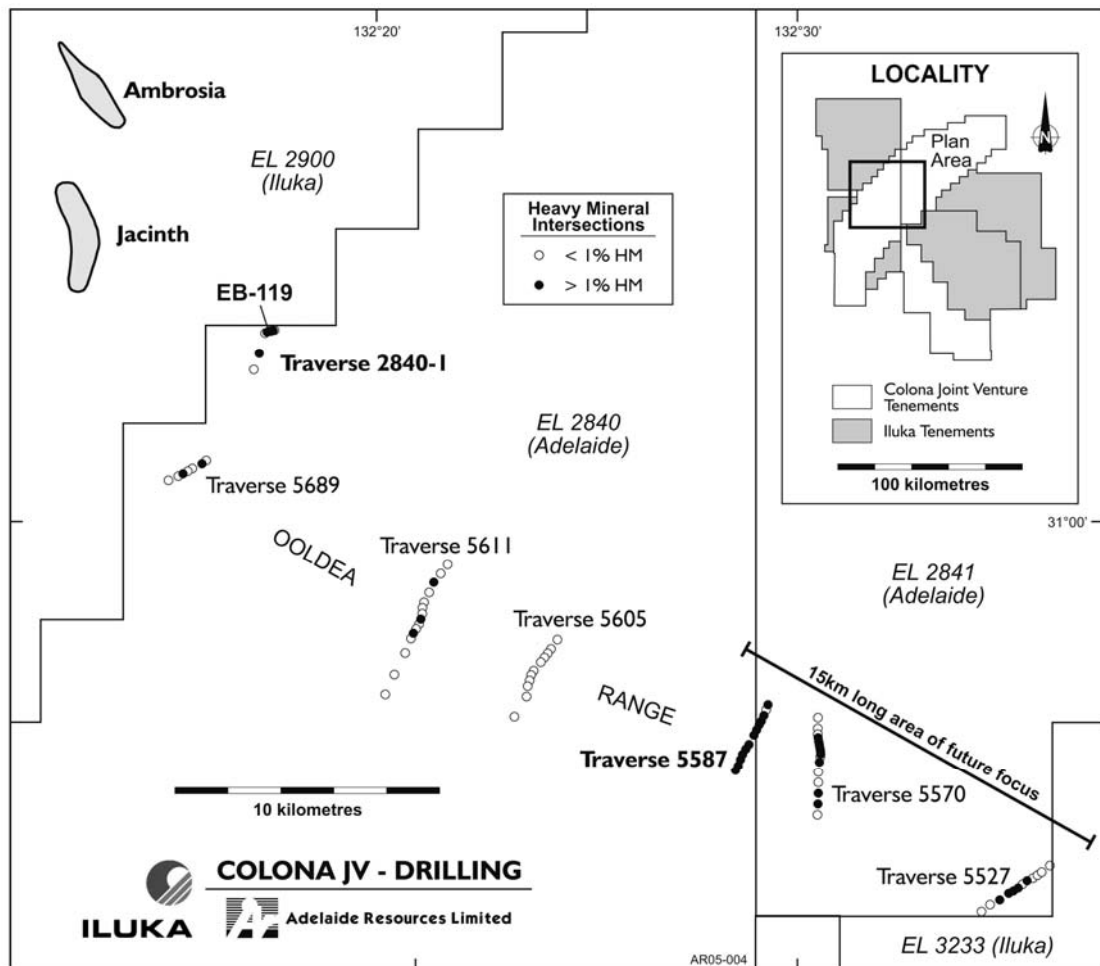 132°20'
132°30'
Ambrosia
EL 2900
(Iluka)
Jacinth
Heavy Mineral
Intersections
< 1% HM
> 1% HM
LOCALITY
Plan
Area
N
Colona Joint Venture
Tenements
Iluka Tenements
100 kilometres
EB-119
Traverse 2840-1
EL 2840
(Adelaide)
Traverse 5689
31°00'
OOLDEA
Traverse 5611
EL 2841
(Adelaide)
Traverse 5605
RANGE
15km long area of future focus
Traverse 5587
Traverse 5570
10 kilometres
Traverse 5527
COLONA JV - DRILLING
ILUKA
Adelaide Resources Limited
EL 3233 (Iluka)
AR05-004